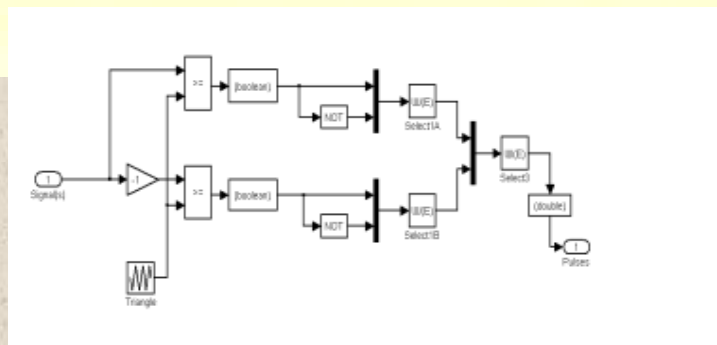 >=
(boolean)
NOT
U(E)
Select1A
1
Signal(s)
-1
>=
(boolean)
NOT
U(E)
Select1B
U(E)
Select3
(double)
1
Pulses
Triangle